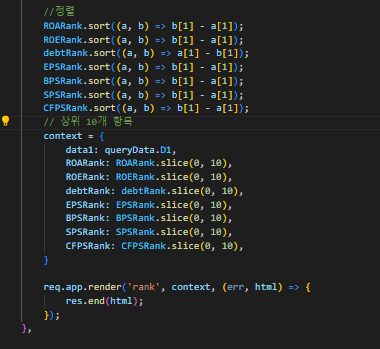 //정렬
ROARank.sort((a, b) => b[1] - a[1]);
ROERank.sort((a, b) => b[1] - a[1]);
debtRank.sort((a, b) => a[1] - b[1]);
EPSRank.sort((a, b) => b[1] - a[1]);
BPSRank.sort((a, b) => b[1] - a[1]);
SPSRank.sort((a, b) => b[1] - a[1]);
CFPSRank.sort((a, b) => b[1] - a[1]);
// 상위 10개 항목
context = {
data1: queryData.D1,
ROARank: ROARank.slice(0, 10),
ROERank: ROERank.slice(0, 10),
debtRank: debtRank.slice(0, 10),
EPSRank: EPSRank.slice(0, 10),
BPSRank: BPSRank.slice(0, 10),
SPSRank: SPSRank.slice(0, 10),
CFPSRank: CFPSRank.slice(0, 10),
}
req.app.render('rank', context, (err, html) => {
res.end(html);
});
},